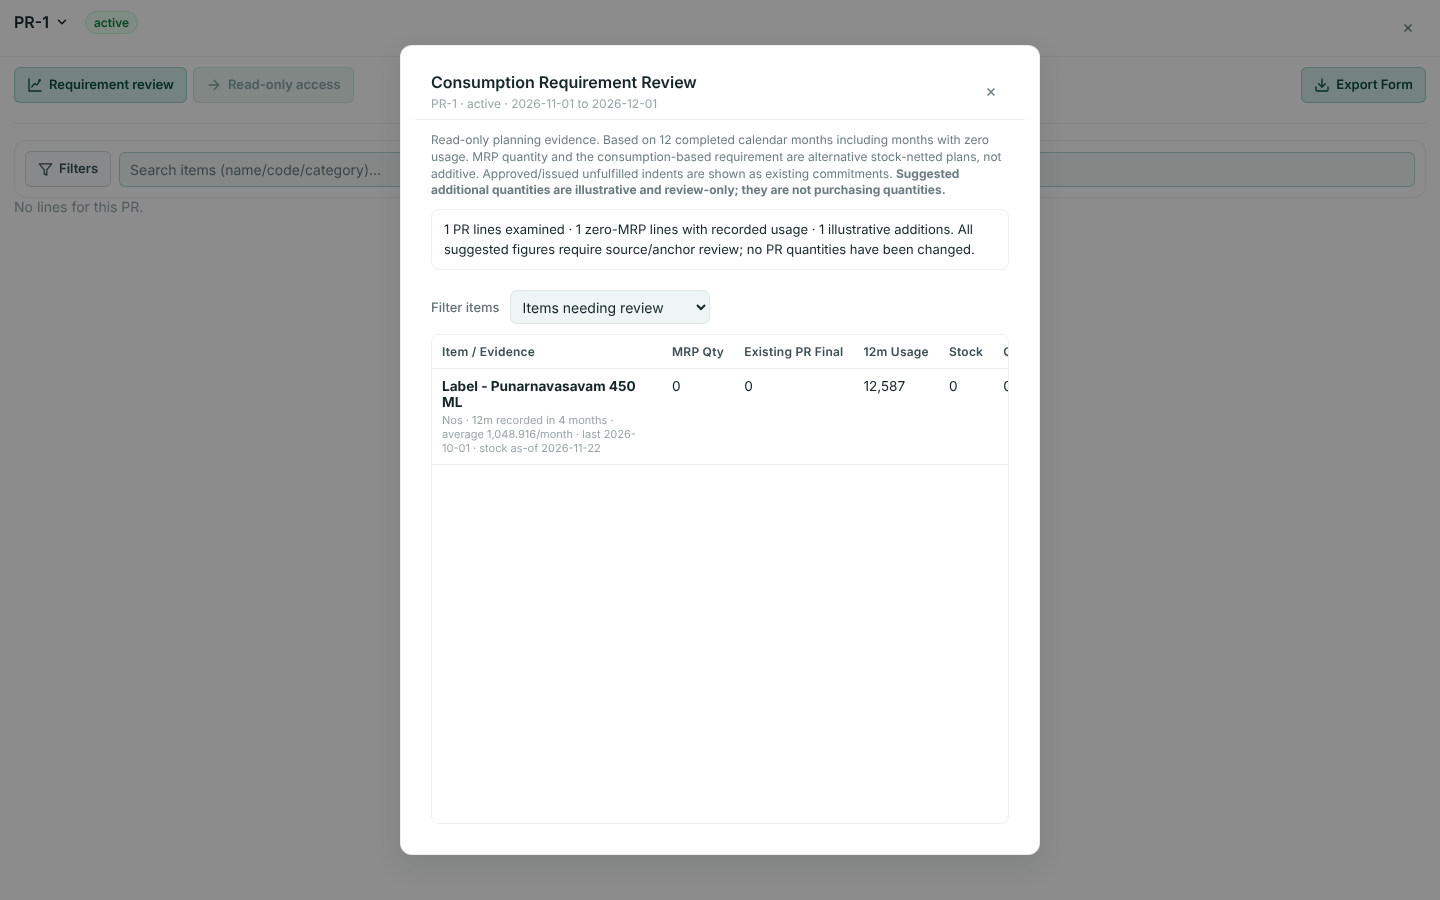 PR-1
active
×
Requirement review
Read-only access
Export Form
Filters
Search items (name/code/category)...
No lines for this PR.
Consumption Requirement Review
×
PR-1 · active · 2026-11-01 to 2026-12-01
Read-only planning evidence. Based on 12 completed calendar months including months with zero
usage. MRP quantity and the consumption-based requirement are alternative stock-netted plans, not
additive. Approved/issued unfulfilled indents are shown as existing commitments. Suggested
additional quantities are illustrative and review-only; they are not purchasing quantities.
1 PR lines examined · 1 zero-MRP lines with recorded usage · 1 illustrative additions. All
suggested figures require source/anchor review; no PR quantities have been changed.
Filter items
Items needing review
Item / Evidence MRP Qty Existing PR Final 12m Usage Stock
Label - Punarnavasavam 450 0 0 12,587 0
ML
Nos · 12m recorded in 4 months ·
average 1,048.916/month · last 2026-
10-01 · stock as-of 2026-11-22